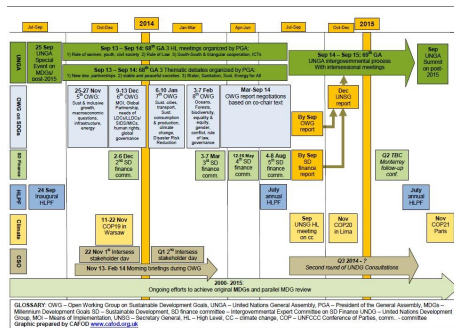 2014
2015
Jul-Sep
Oct-Dec
Jan-Mar
Apr-Jun
Jul-Sep
Oct-Dec
UNGA
25 Sep
UNGA
Special
Event on
MDGs/
post-2015
Sep 13 – Sep 14: 68th GA 3 HL meetings organized by PGA:
1) Role of women, youth, civil society 2) Role of Law 3) South-South & triangular cooperation, ICTs
Sep 13 – Sep 14: 68th GA 3 Thematic debates organized by PGA:
1) New dev. partnerships 2) stable and peaceful societies 3) Water, Sanitation, Sust. Energy for All
Sep 14 – Sep 15: 69th GA
UNGA intergovernmental process
With intersessional meetings
Sep
UNGA
Summit on
post-2015
OWG on SDGs
25-27 Nov
5th OWG:
Sust & inclusive
growth,
macroeconomic
questions,
infrastructure,
energy
9-13 Dec
6th OWG:
MOI, Global
Partnership,
needs of
LDCs/LLDCs/
SIDS/MICs,
human rights,
global
governance
6-10 Jan
7th OWG:
Sust. cities,
transport,
Sust.
consumption &
production,
climate
change,
Disaster Risk
Reduction
3-7 Feb
8th OWG:
Oceans,
Forests,
biodiversity,
equality &
equity,
gender,
conflict, rule
of law,
governance
Mar-Sep 14
OWG report negotiations
based on co-chair text
By Sep
OWG
report
Dec
UNSG
report
SD Finance
2-6 Dec
2nd SD
finance
comm.
3-7 Mar
3rd SD
finance
comm.
12-16 May
4th SD
finance
comm.
4-8 Aug
5th SD
finance
comm.
By Sep
SD
finance
report
Q2 TBC
Monterrey
follow-up
conf.
HLPF
24 Sep
Inaugural
HLPF
July
annual
HLPF
July
annual
HLPF
Climate
11-22 Nov
COP19 in
Warsaw
Sep
UNSG HL
meeting
on cc
Nov
COP20
in Lima
Nov
COP21
Paris
CSO
22 Nov 1st Intersess
stakeholder day
Q1 2nd Intersess
stakeholder day
Nov 13- Feb 14 Morning briefings during OWG
Q3 2014 - ?
Second round of UNDG Consultations
2000- 2015:
Ongoing efforts to achieve original MDGs and parallel MDG review
GLOSSARY: OWG – Open Working Group on Sustainable Development Goals, UNGA – United Nations General Assembly, PGA – President of the General Assembly, MDGs –
Millennium Development Goals SD – Sustainable Development, SD finance committee – Intergovernmental Expert Committee on SD Finance UNDG – United Nations Development
Group, MOI – Means of Implementation, UNSG – Secretary General, HL – High Level, CC – climate change, COP – UNFCCC Conference of Parties, comm. - committee
Graphic prepared by CAFOD www.cafod.org.uk